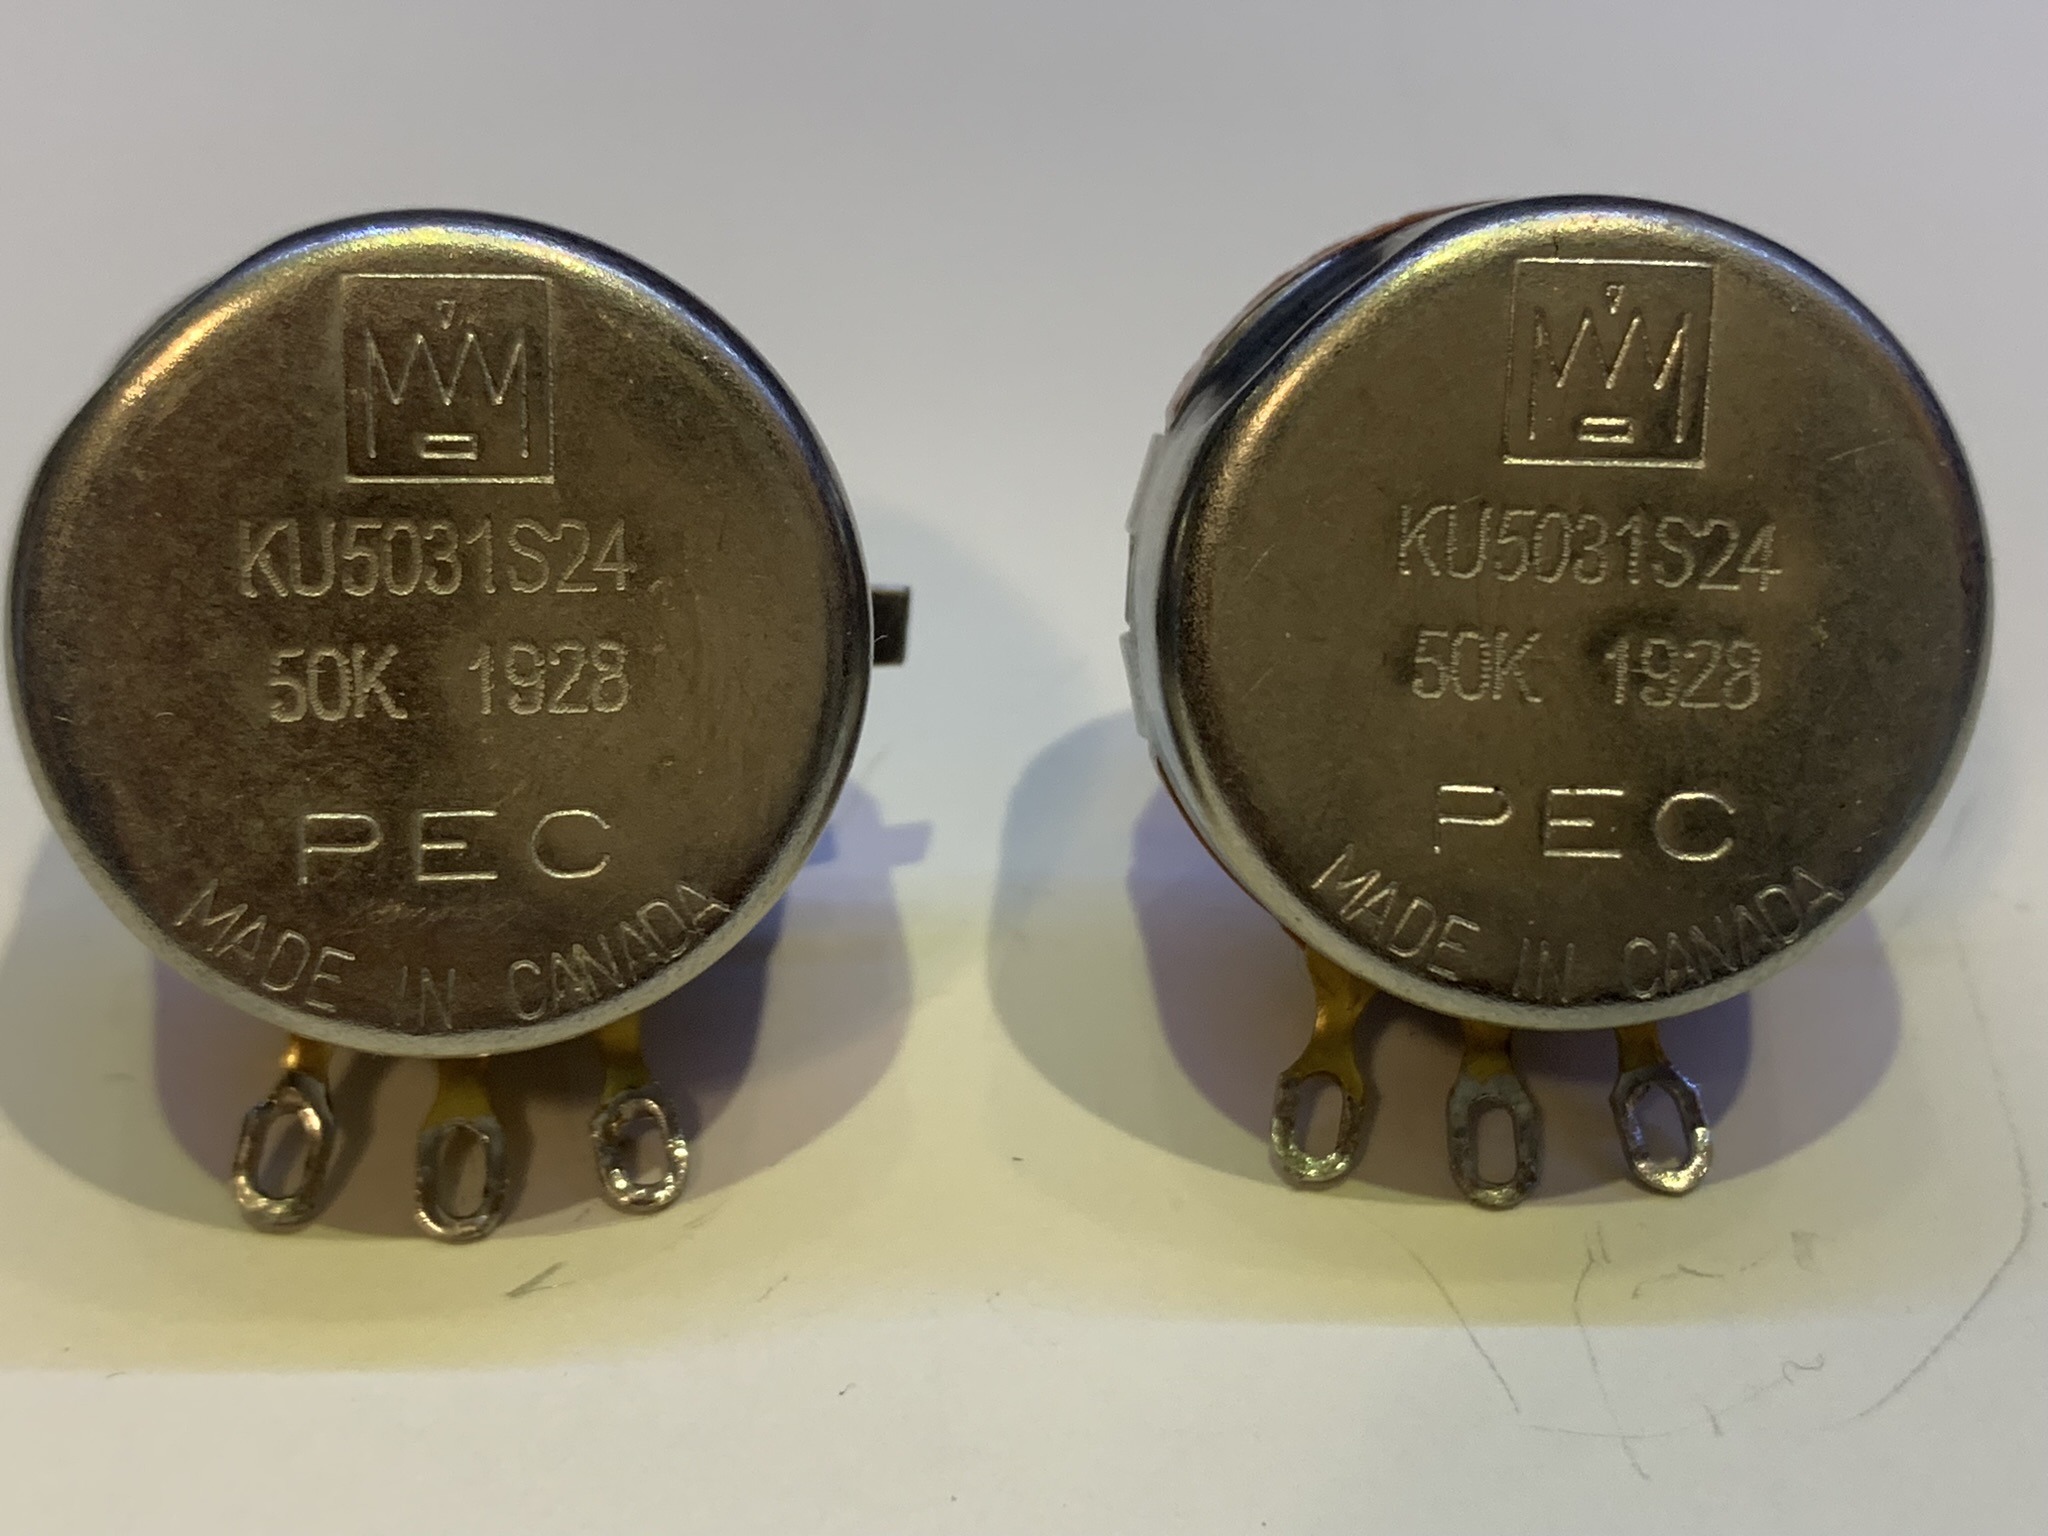 KU5031S24
50K 1928
PEC
MADE IN CANADA
KU5031S24
50K 1928
PEC
MADE IN CANADA